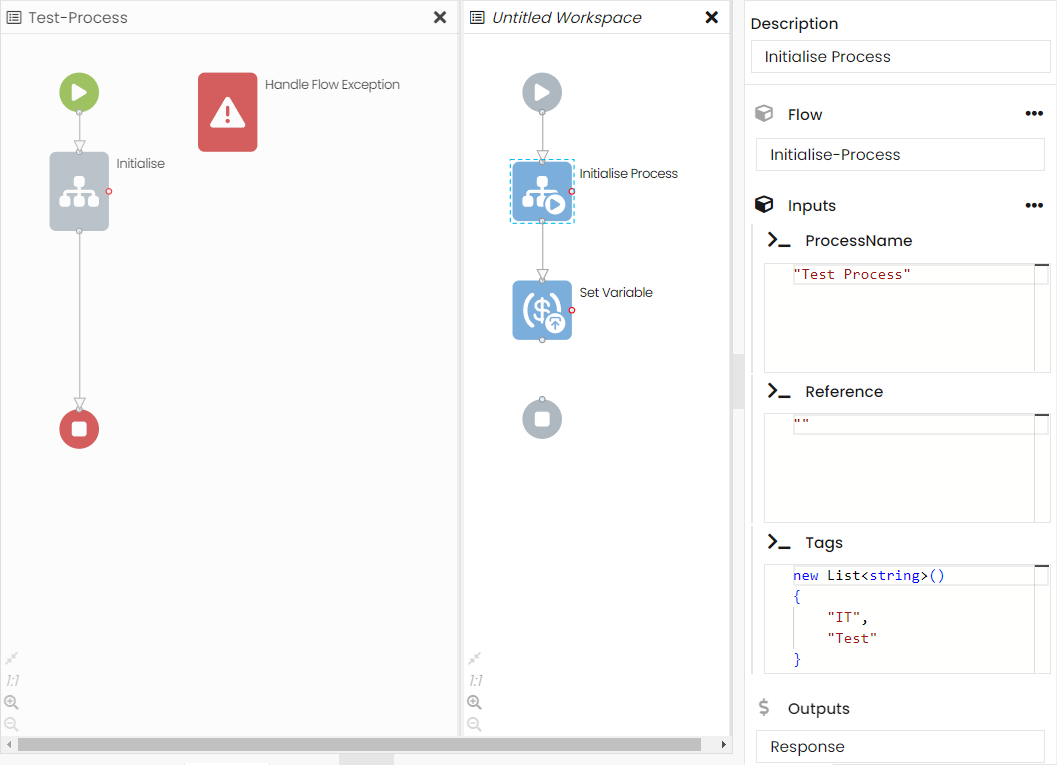 Test-Process
Handle Flow Exception
Initialise
1:1
Untitled Workspace
Initialise Process
Set Variable
1:1
Description
Initialise Process
Flow
Initialise-Process
Inputs
ProcessName
"Test Process"
Reference
""
Tags
new List<string>()
{
"IT",
"Test"
}
Outputs
Response